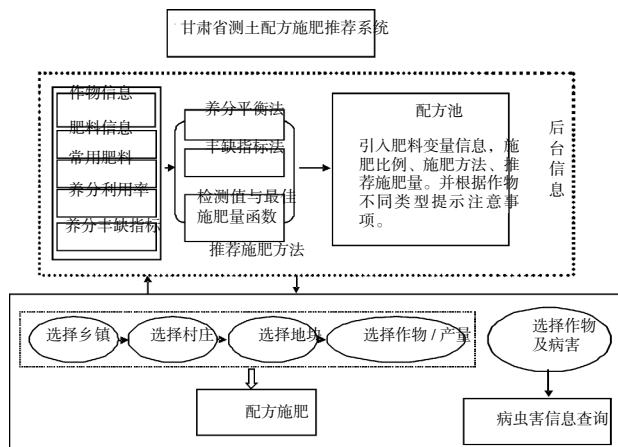 甘肃省测土配方施肥推荐系统
作物信息
肥料信息
常用肥料
养分利用率
养分丰缺指标
养分平衡法
丰缺指标法
检测值与最佳
施肥量函数
推荐施肥方法
配方池
引入肥料变量信息，施
肥比例、施肥方法、推
荐施肥量。并根据作物
不同类型提示注意事
项。
后台信息
选择乡镇
选择村庄
选择地块
选择作物 / 产量
选择作物
及病害
配方施肥
病虫害信息查询